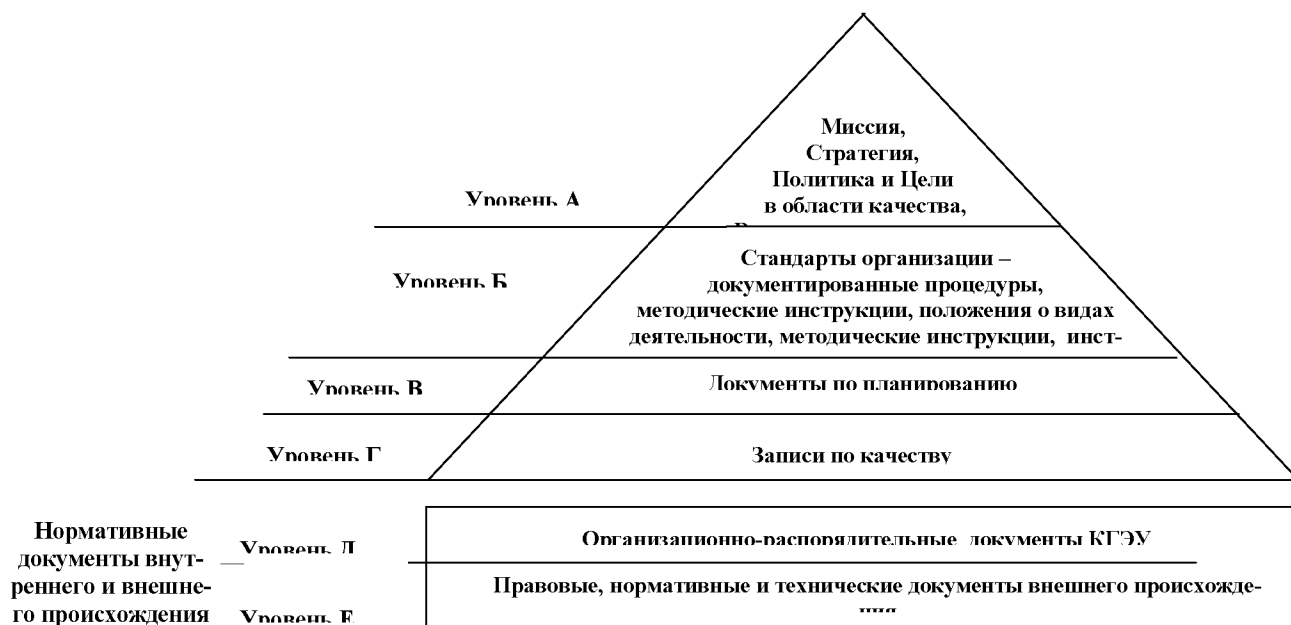 Миссия,
Стратегия,
Политика и Цели
в области качества,
Уровень А
Стандарты организации –
документированные процедуры,
методические инструкции, положения о видах
деятельности, методические инструкции, инст-
Уровень Б
Уровень В
Документы по планированию
Уровень Г
Записи по качеству
Нормативные
документы внут-
реннего и внешне-
го происхождения
Уровень Д
Организационно-распорядительные документы КГЭУ
Правовые, нормативные и технические документы внешнего происхожде-
ния
Уровень Е